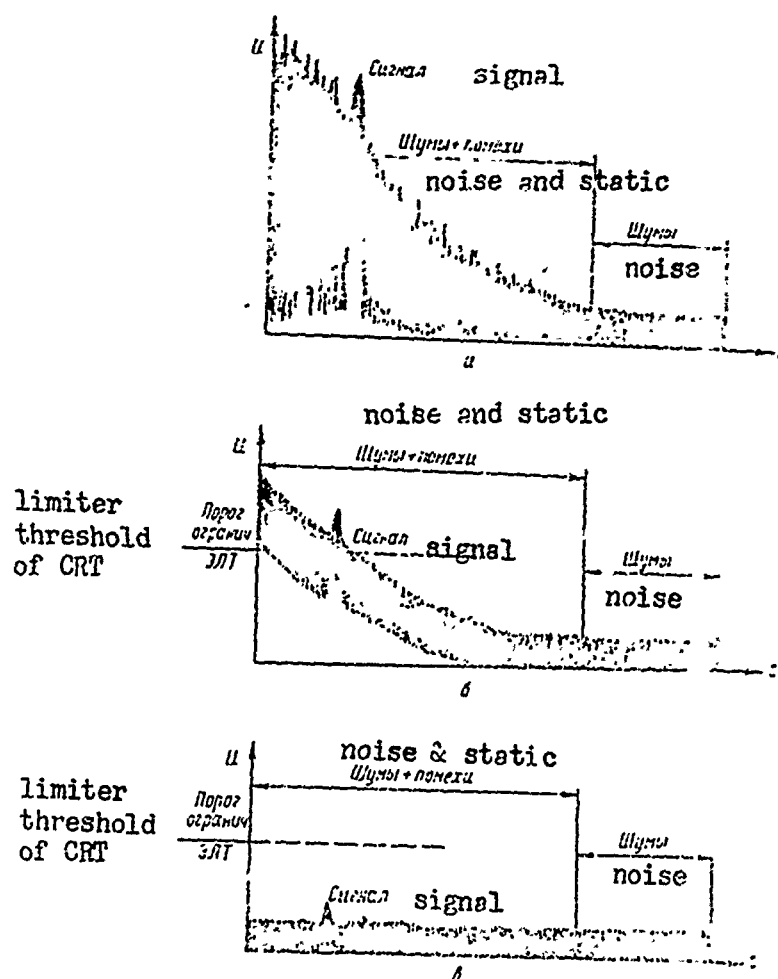 U
Сигнал signal
Шумы+помехи
noise and static
Шумы
noise
а
noise and static
U
Шумы+помехи
limiter
threshold
of CRT
Порог
огранич
ЭЛТ
Сигнал signal
Шумы
noise
б
noise & static
U
Шумы+помехи
limiter
threshold
of CRT
Порог
огранич
ЭЛТ
Шумы
noise
Сигнал signal
в